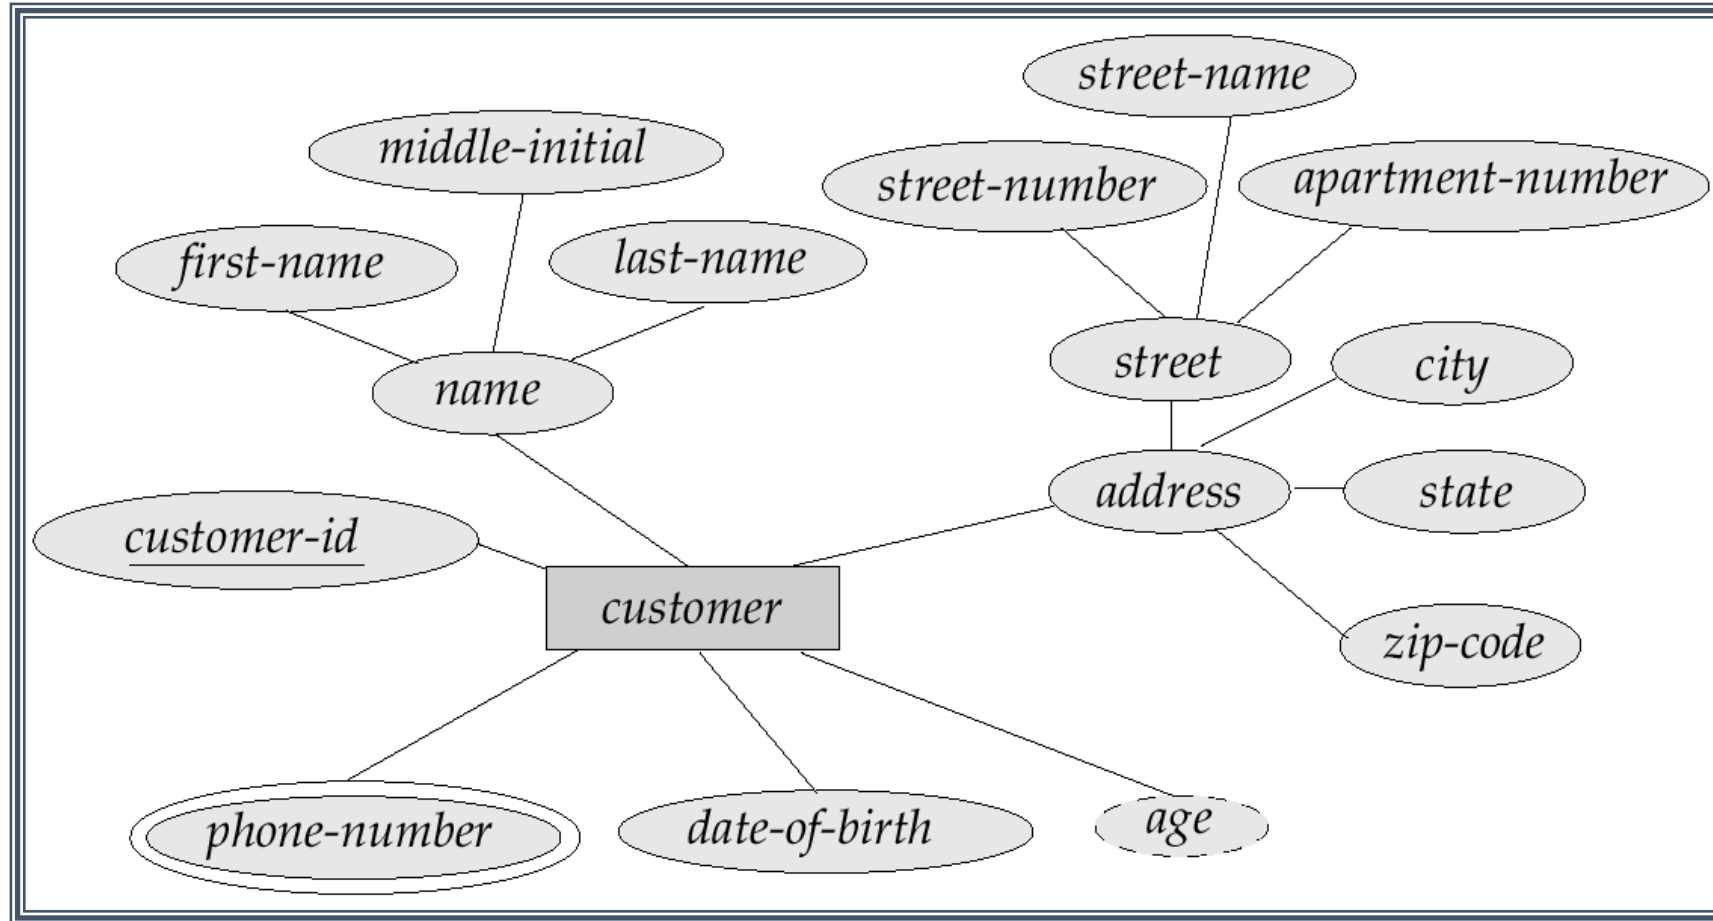 street-name
middle-initial
street-number
apartment-number
first-name
last-name
street
city
name
address
state
customer-id
customer
zip-code
phone-number
date-of-birth
age